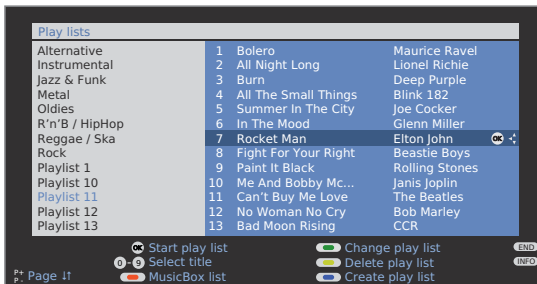 Play lists
Alternative 1 Bolero Maurice Ravel
Instrumental 2 All Night Long Lionel Richie
Jazz & Funk 3 Burn Deep Purple
Metal 4 All The Small Things Blink 182
Oldies 5 Summer In The City Joe Cocker
R'n'B / HipHop 6 In The Mood Glenn Miller
Reggae / Ska 7 Rocket Man Elton John OK
Rock 8 Fight For Your Right Beastie Boys
Playlist 1 9 Paint It Black Rolling Stones
Playlist 10 10 Me And Bobby Mc... Janis Joplin
Playlist 11 11 Can't Buy Me Love The Beatles
Playlist 12 12 No Woman No Cry Bob Marley
Playlist 13 13 Bad Moon Rising CCR
OK Start play list Change play list END
0 - 9 Select title Delete play list INFO
P+ P- Page ↓↑ MusicBox list Create play list